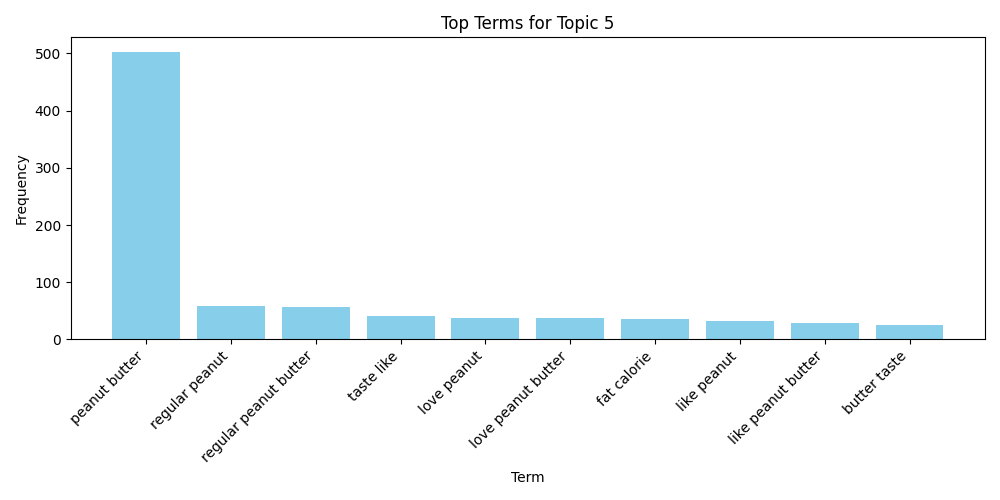 Top Terms for Topic 5
Frequency
500
400
300
200
100
0
peanut butter
regular peanut
regular peanut butter
taste like
love peanut
love peanut butter
fat calorie
like peanut
like peanut butter
butter taste
Term